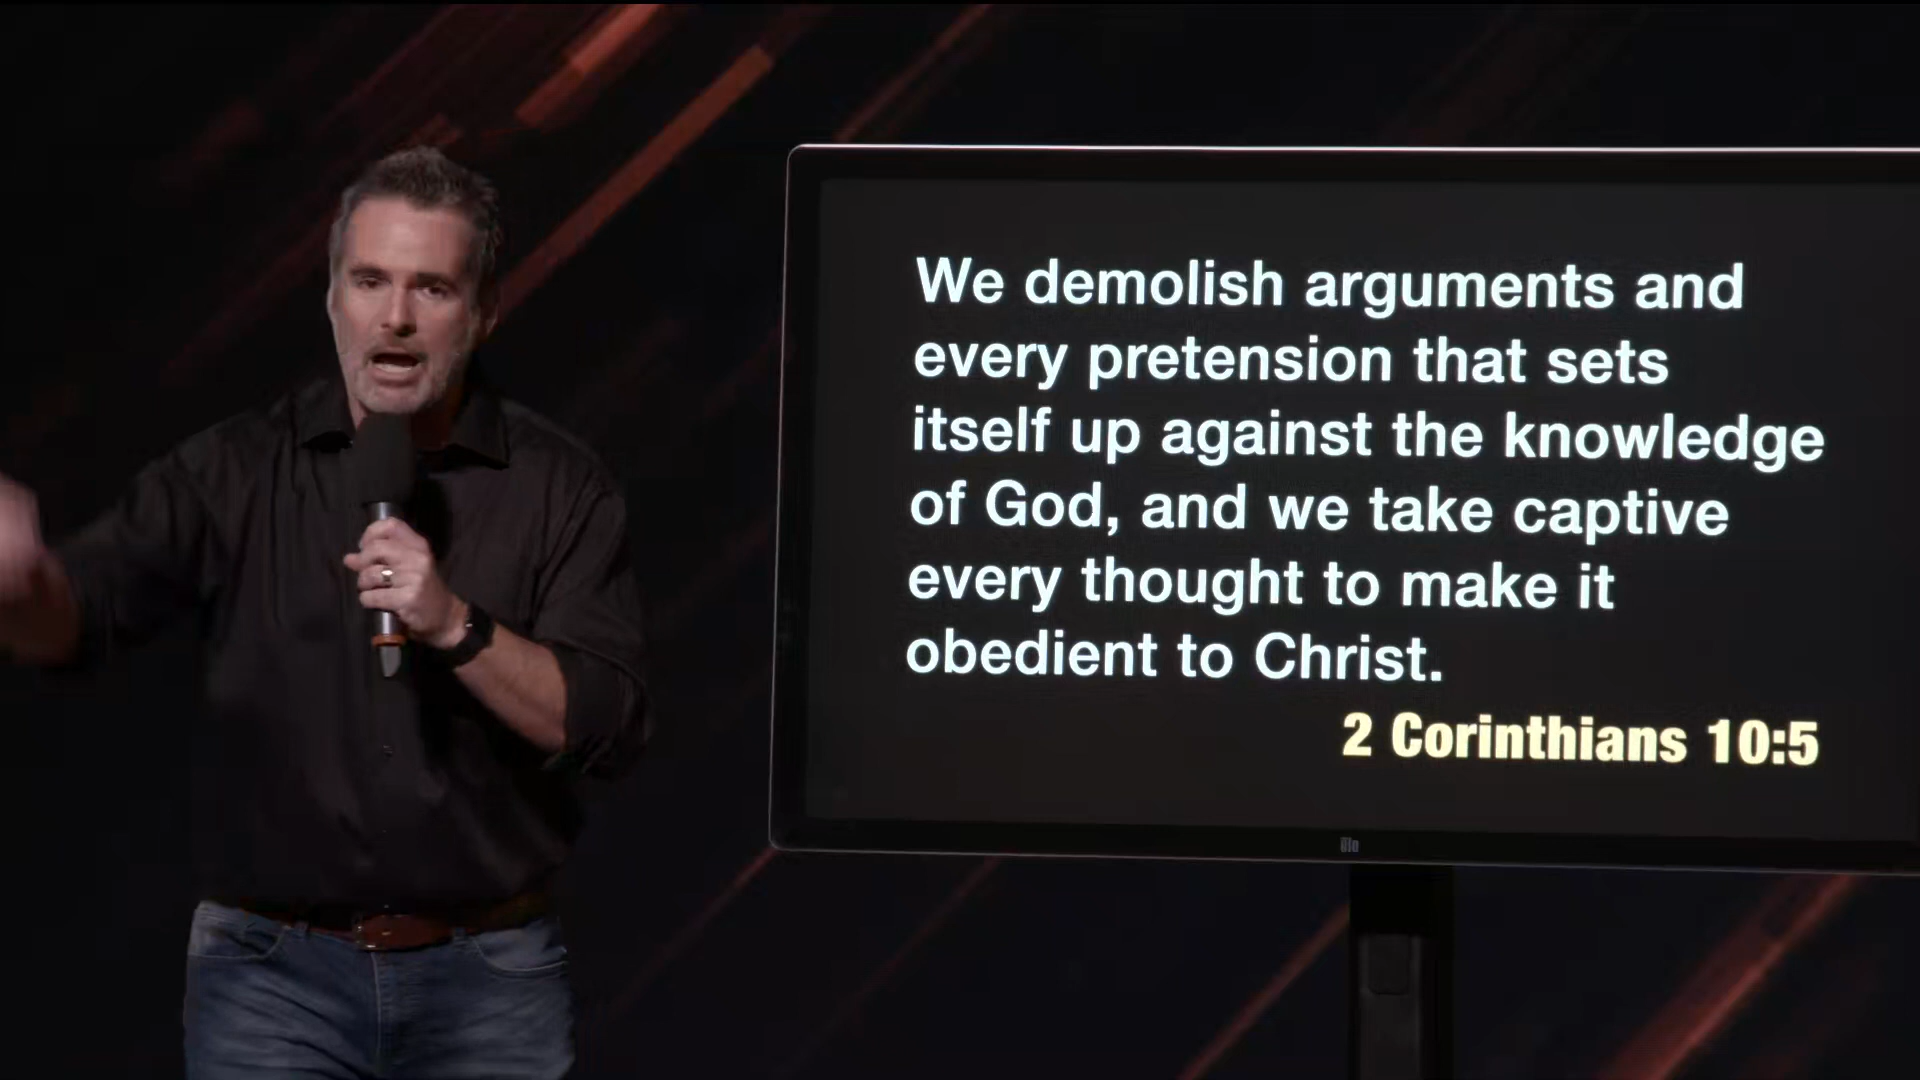 We demolish arguments and
every pretension that sets
itself up against the knowledge
of God, and we take captive
every thought to make it
obedient to Christ.
2 Corinthians 10:5
elo